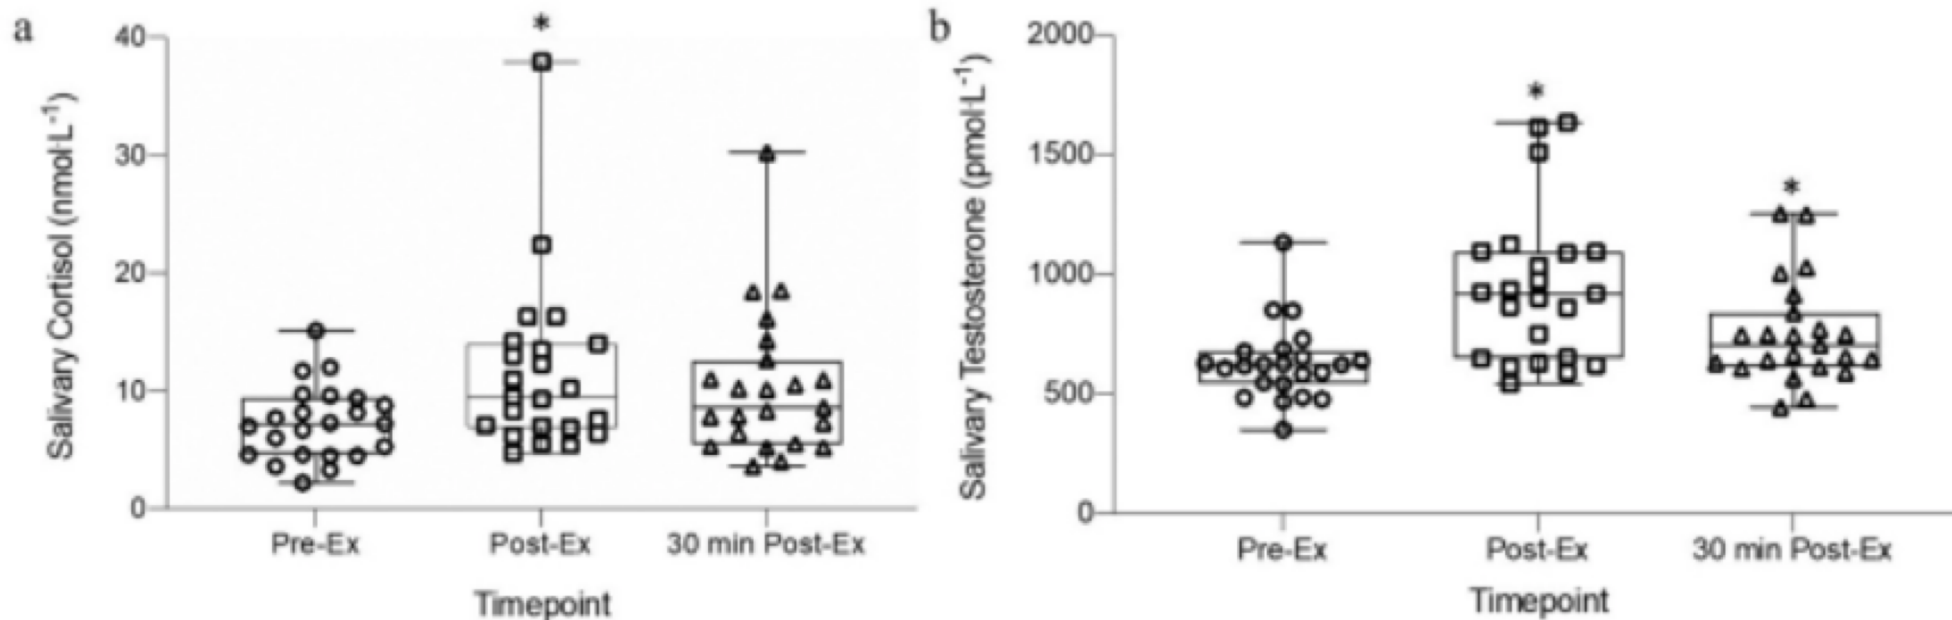 a
*
40
30
20
10
0
Salivary Cortisol (nmol·L⁻¹)
Pre-Ex
Post-Ex
30 min Post-Ex
Timepoint
b
*
*
2000
1500
1000
500
0
Salivary Testosterone (pmol·L⁻¹)
Pre-Ex
Post-Ex
30 min Post-Ex
Timepoint